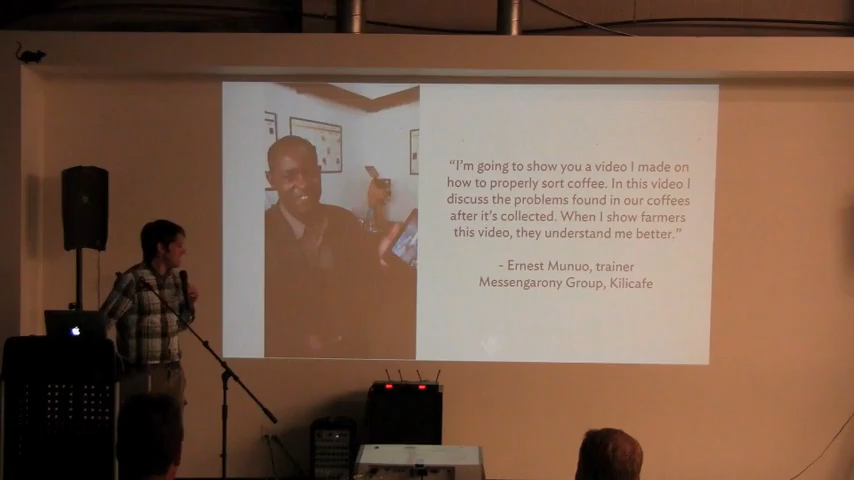 “I’m going to show you a video I made on
how to properly sort coffee. In this video I
discuss the problems found in our coffees
after it’s collected. When I show farmers
this video, they understand me better.”
- Ernest Munuo, trainer
Messengarony Group, Kilicafe